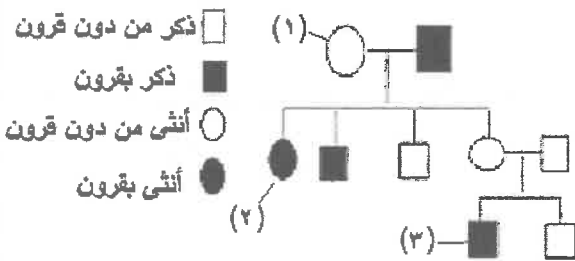 ذكر من دون قرون
ذكر بقرون
أنثى من دون قرون
أنثى بقرون
(١)
(٢)
(٣)